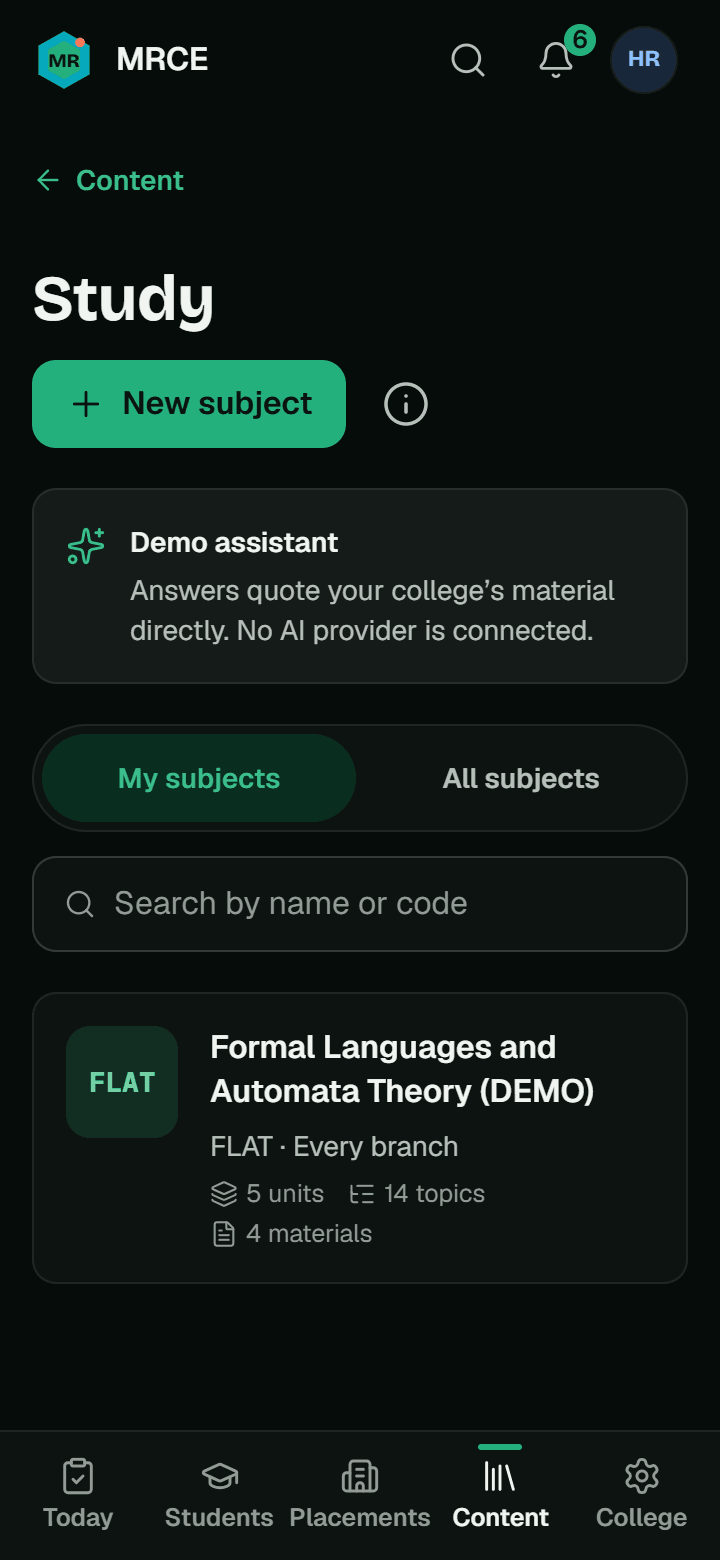 MR
MRCE
6
HR
Content
Study
New subject
Demo assistant
Answers quote your college’s material
directly. No AI provider is connected.
My subjects
All subjects
Search by name or code
FLAT
Formal Languages and
Automata Theory (DEMO)
FLAT · Every branch
5 units
14 topics
4 materials
Today
Students
Placements
Content
College